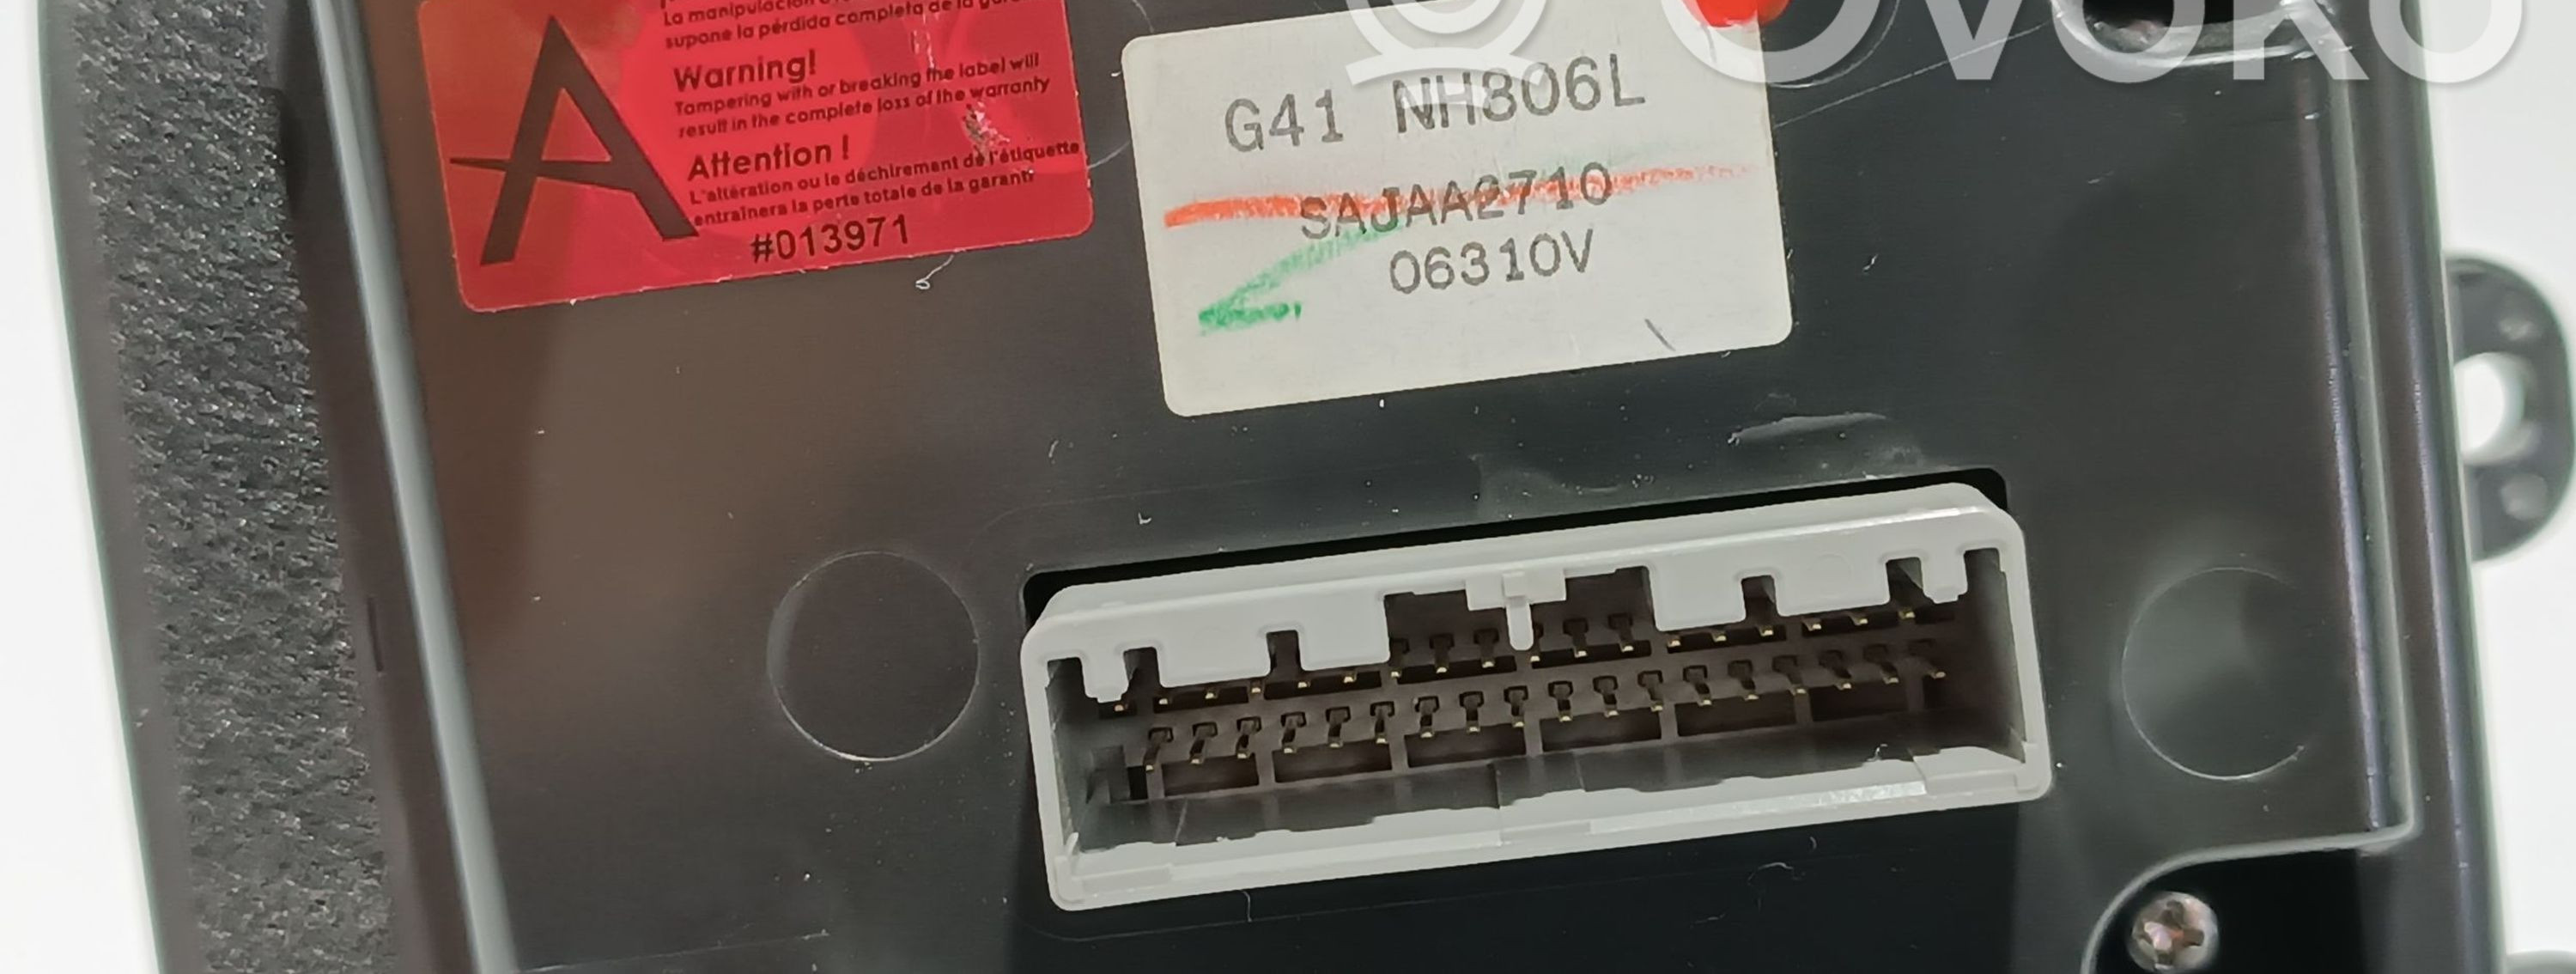 La manipulación
supone la pérdida completa de la
Warning!
Tampering with or breaking the label will
result in the complete loss of the warranty
Attention !
L'altération ou le déchirement de l'étiquette
entraînera la perte totale de la garanti
#013971
A
OVOKO
G41 NH806L
SAJAA2710
06310V